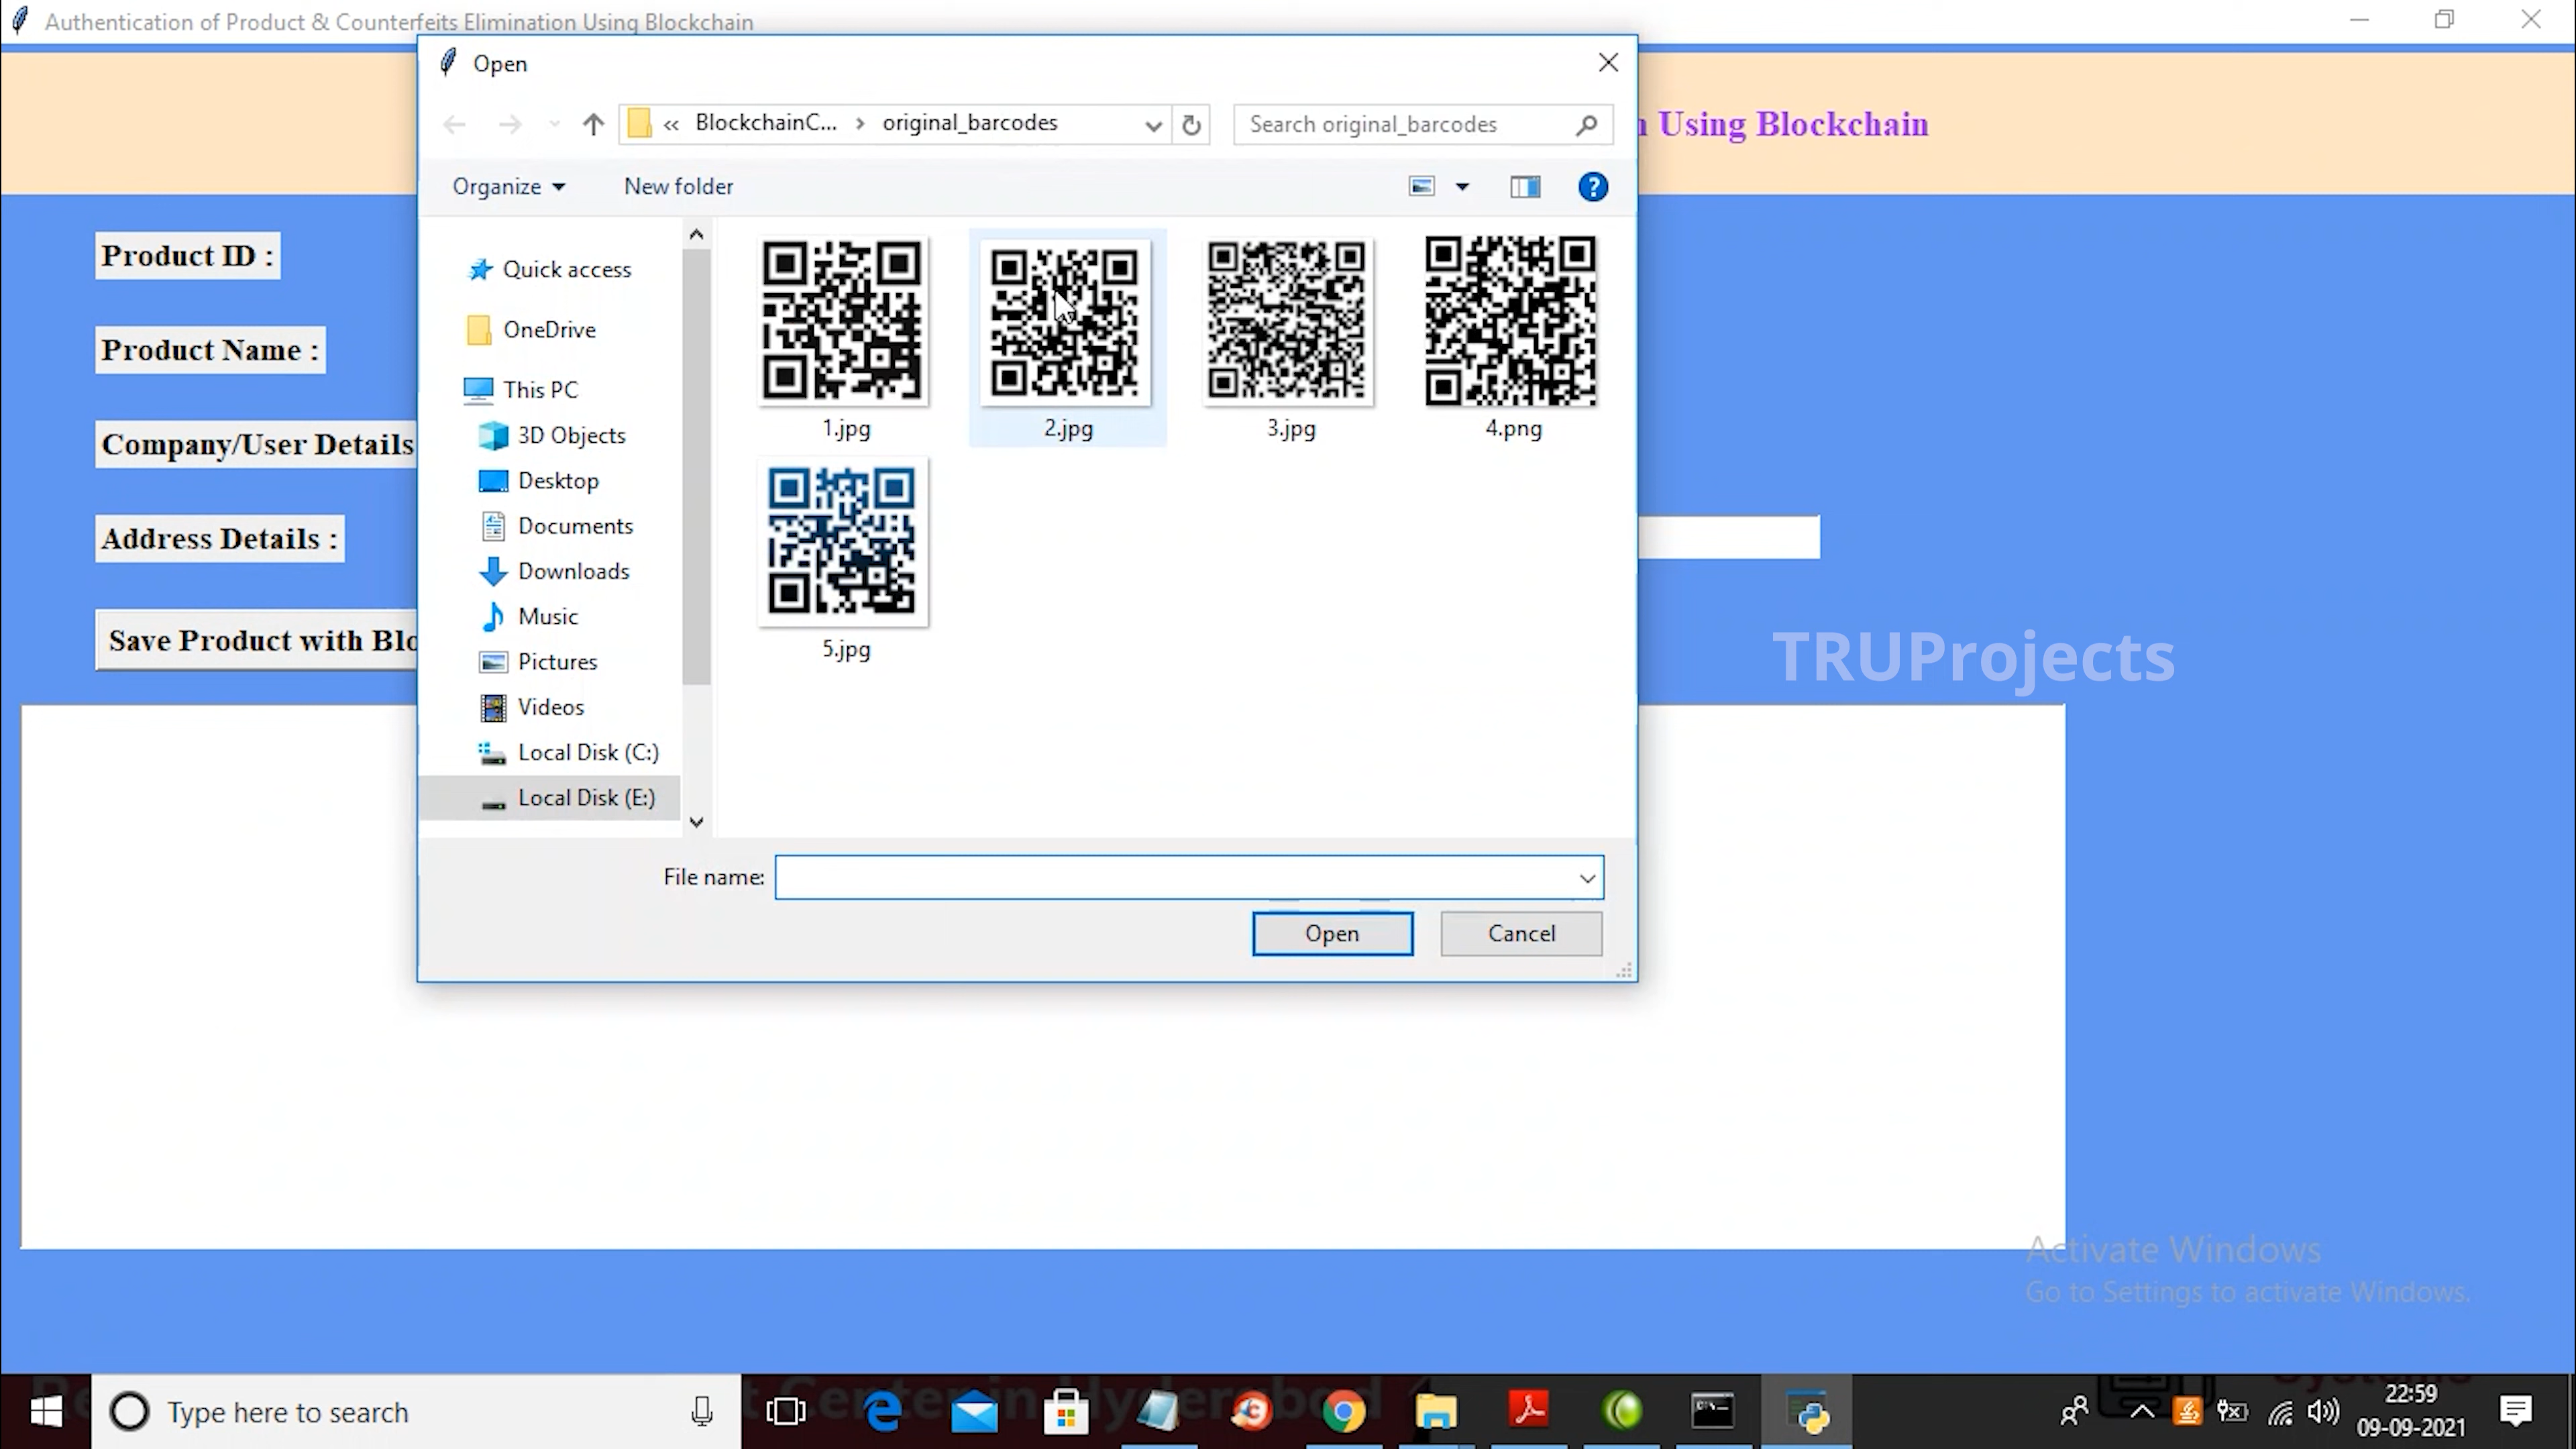 Authentication of Product & Counterfeits Elimination Using Blockchain
Open
BlockchainC...
original_barcodes
Search original_barcodes
Using Blockchain
Organize
New folder
Product ID :
Product Name :
Company/User Details
Address Details :
Save Product with Blo
Quick access
OneDrive
This PC
3D Objects
Desktop
Documents
Downloads
Music
Pictures
Videos
Local Disk (C:)
Local Disk (E:)
1.jpg
2.jpg
3.jpg
4.png
5.jpg
File name:
Open
Cancel
TRUProjects
Activate Windows
Go to Settings to activate Windows.
Type here to search
22:59
09-09-2021